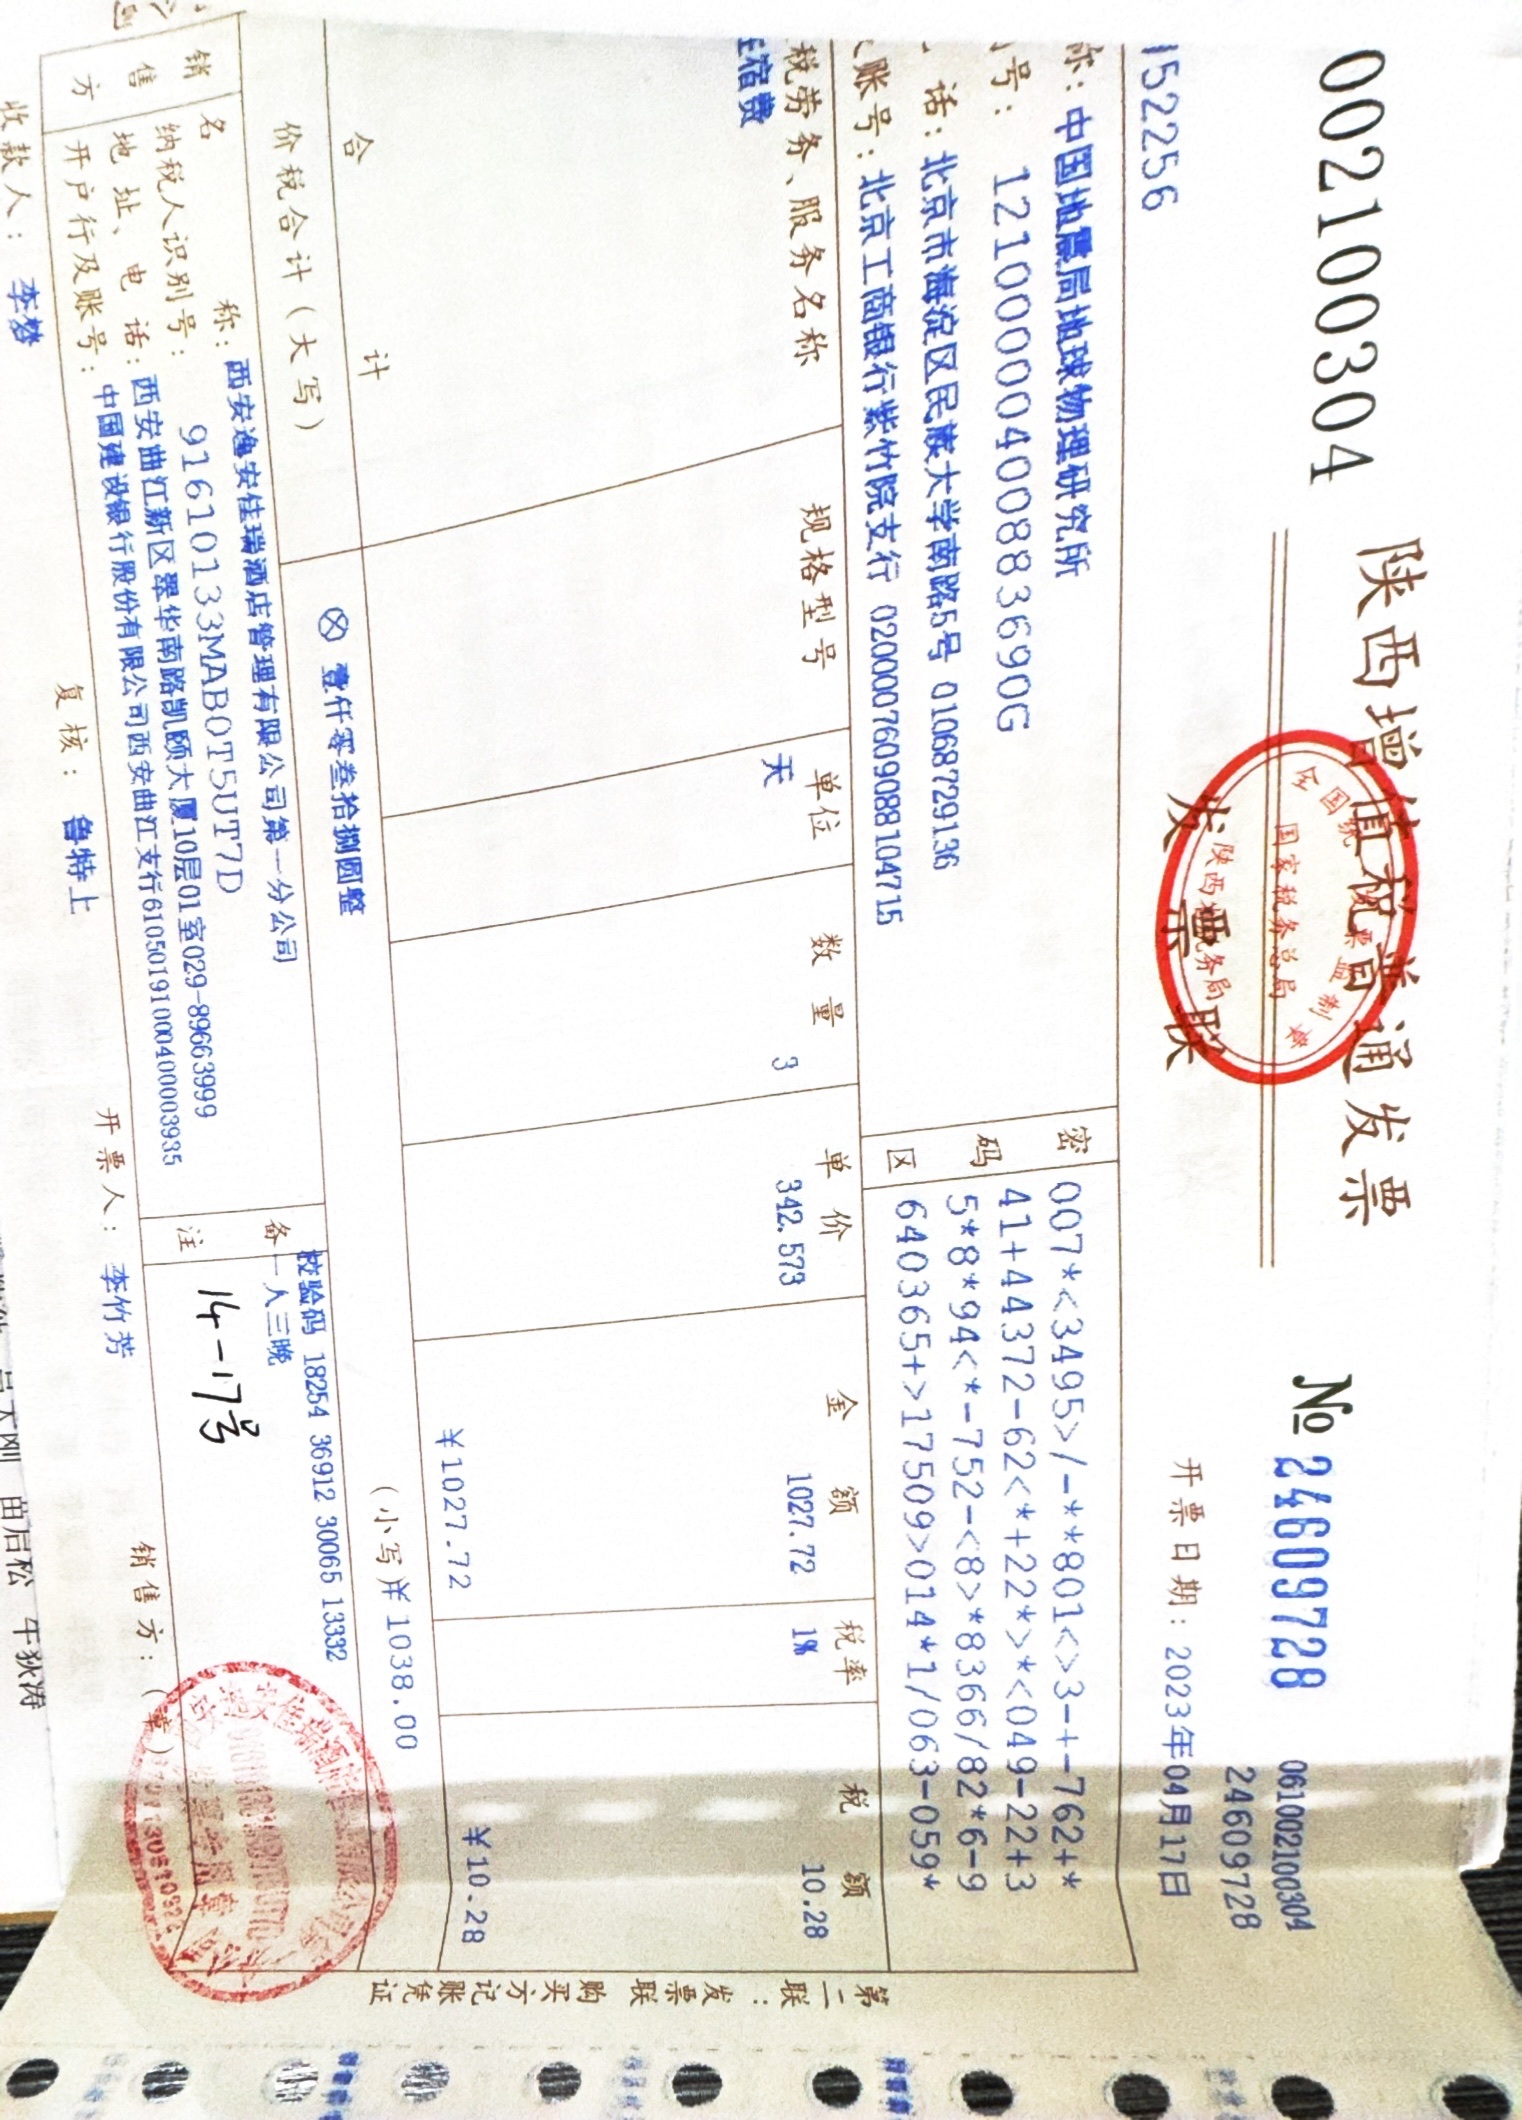 002100304
陕西增值税普通发票
发票联
全国统一发票监制章
国家税务总局
陕西省税务局
№ 24609728
061002100304
24609728
152256
开票日期: 2023年04月17日
称: 中国地震局地球物理研究所
号: 12100000400883690G
话: 北京市海淀区民族大学南路5号 01068729136
账号: 北京工商银行紫竹院支行 0200007609088104715
密码区
007*<3495>/-**801<>3-+-762+*
41+44372-62<*+22*>*<049-22+3
5*8*94<*-752-<8>*8366/82*6-9
640365+>17509>014*1/063-059*
税劳务、服务名称 规格型号 单位 数量 单价 金额 税率 税额
住宿费 天 3 342.573 1027.72 1% 10.28
合计 ¥1027.72 ¥10.28
价税合计(大写) ⊗ 壹仟零叁拾捌圆整 (小写)¥1038.00
销售方
名称: 西安逸安佳瑞酒店管理有限公司第一分公司
纳税人识别号: 91610133MAB0T5UT7D
地址、电话: 西安曲江新区翠华南路凯颐大厦10层01室029-89663999
开户行及账号: 中国建设银行股份有限公司西安曲江支行61050191000400003935
备注
校验码 18254 36912 30065 13332
一人三晚
14-17号
收款人: 李梦 复核: 鲁特上 开票人: 李竹芳 销售方:(章)
第二联:发票联 购买方记账凭证